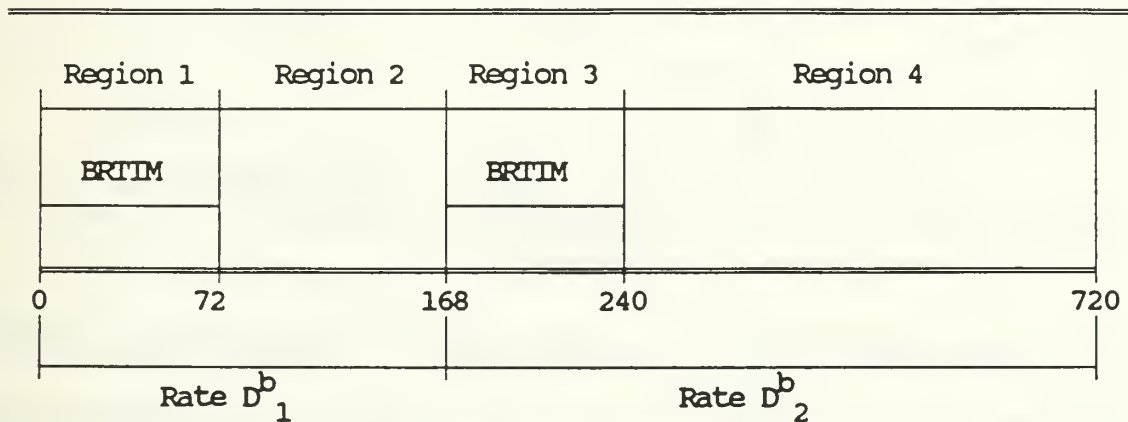 Region 1 Region 2 Region 3 Region 4
BRTIM BRTIM
0 72 168 240 720
Rate D^b_1 Rate D^b_2